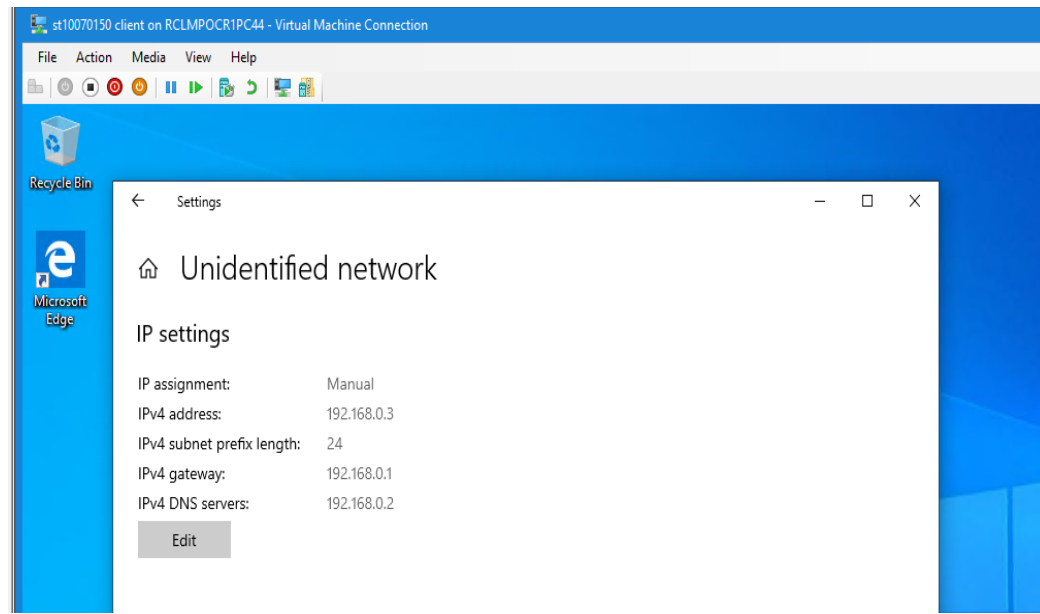 st10070150 client on RCLMPOCR1PC44 - Virtual Machine Connection
File Action Media View Help
Recycle Bin
Settings
Unidentified network
Microsoft
Edge
IP settings
IP assignment: Manual
IPv4 address: 192.168.0.3
IPv4 subnet prefix length: 24
IPv4 gateway: 192.168.0.1
IPv4 DNS servers: 192.168.0.2
Edit